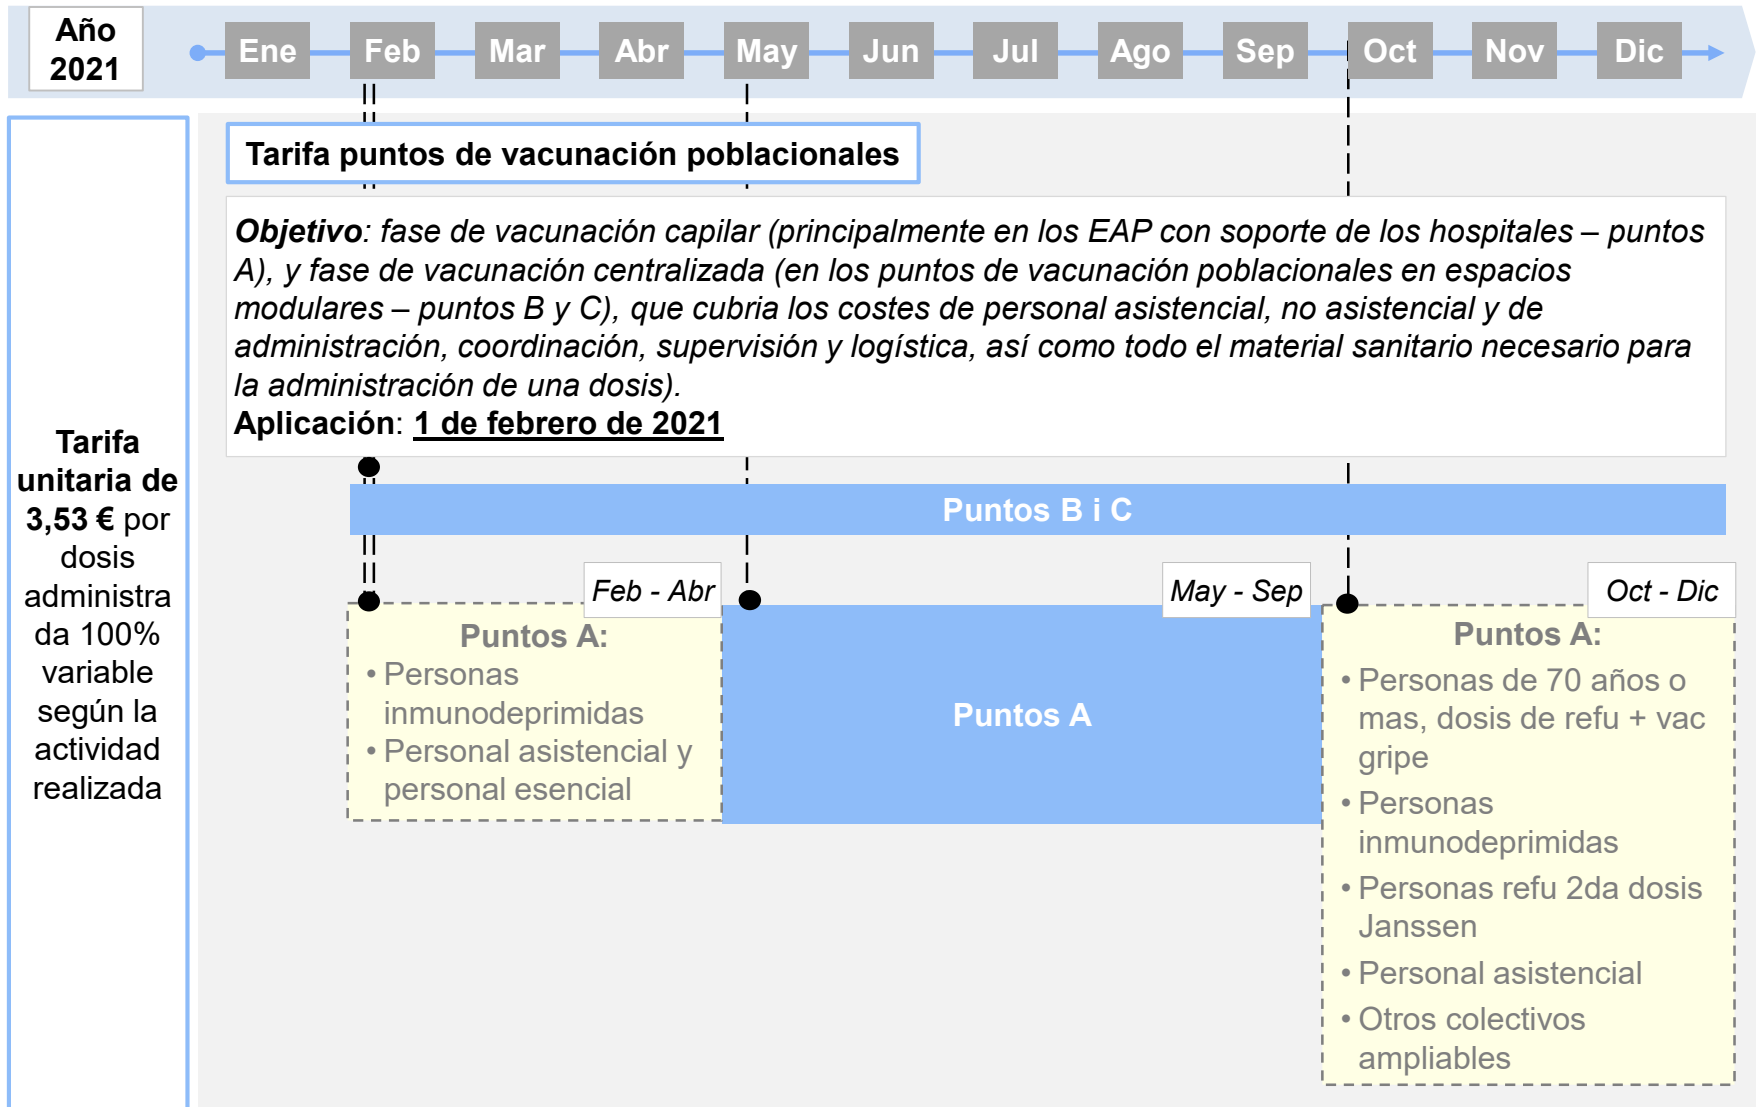 Año
2021
Ene
Feb
Mar
Abr
May
Jun
Jul
Ago
Sep
Oct
Nov
Dic
Tarifa
unitaria de
3,53 € por
dosis
administra
da 100%
variable
según la
actividad
realizada
Tarifa puntos de vacunación poblacionales
Objetivo: fase de vacunación capilar (principalmente en los EAP con soporte de los hospitales – puntos
A), y fase de vacunación centralizada (en los puntos de vacunación poblacionales en espacios
modulares – puntos B y C), que cubria los costes de personal asistencial, no asistencial y de
administración, coordinación, supervisión y logística, así como todo el material sanitario necesario para
la administración de una dosis).
Aplicación: 1 de febrero de 2021
Puntos B i C
Feb - Abr
Puntos A:
• Personas
inmunodeprimidas
• Personal asistencial y
personal esencial
May - Sep
Puntos A
Oct - Dic
Puntos A:
• Personas de 70 años o
mas, dosis de refu + vac
gripe
• Personas
inmunodeprimidas
• Personas refu 2da dosis
Janssen
• Personal asistencial
• Otros colectivos
ampliables